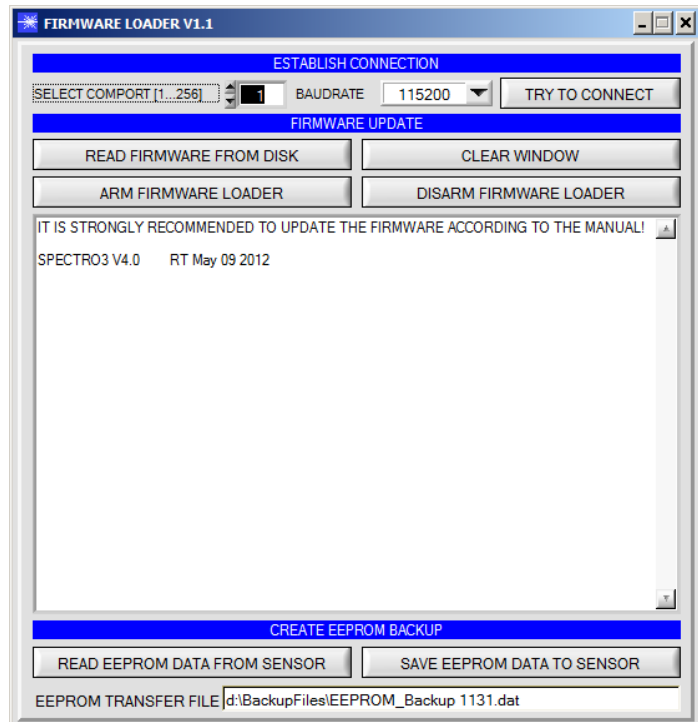 FIRMWARE LOADER V1.1
ESTABLISH CONNECTION
SELECT COMPORT [1...256] 1 BAUDRATE 115200 TRY TO CONNECT
FIRMWARE UPDATE
READ FIRMWARE FROM DISK CLEAR WINDOW
ARM FIRMWARE LOADER DISARM FIRMWARE LOADER
IT IS STRONGLY RECOMMENDED TO UPDATE THE FIRMWARE ACCORDING TO THE MANUAL!
SPECTRO3 V4.0 RT May 09 2012
CREATE EEPROM BACKUP
READ EEPROM DATA FROM SENSOR SAVE EEPROM DATA TO SENSOR
EEPROM TRANSFER FILE d:\BackupFiles\EEPROM_Backup 1131.dat